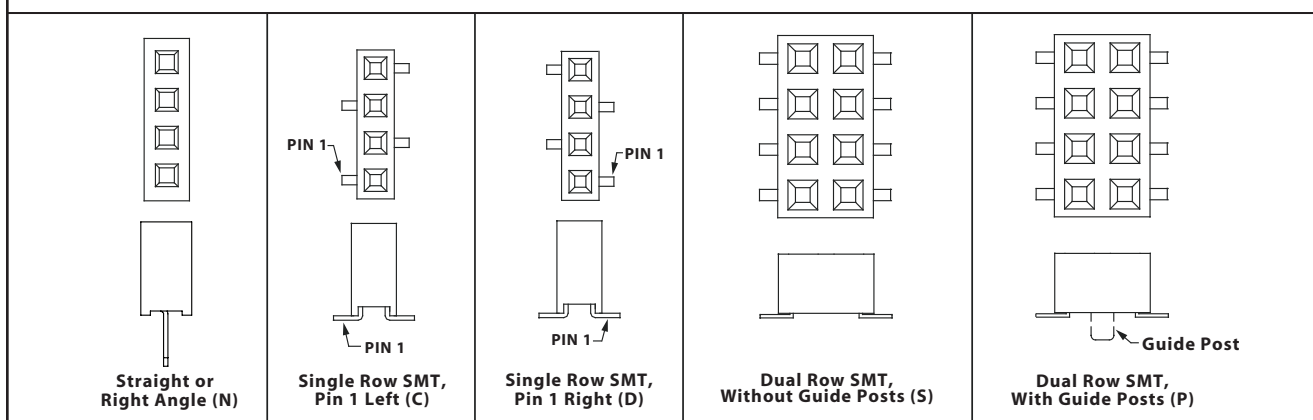 PIN 1
PIN 1
PIN 1
PIN 1
Guide Post
Straight or
Right Angle (N)
Single Row SMT,
Pin 1 Left (C)
Single Row SMT,
Pin 1 Right (D)
Dual Row SMT,
Without Guide Posts (S)
Dual Row SMT,
With Guide Posts (P)